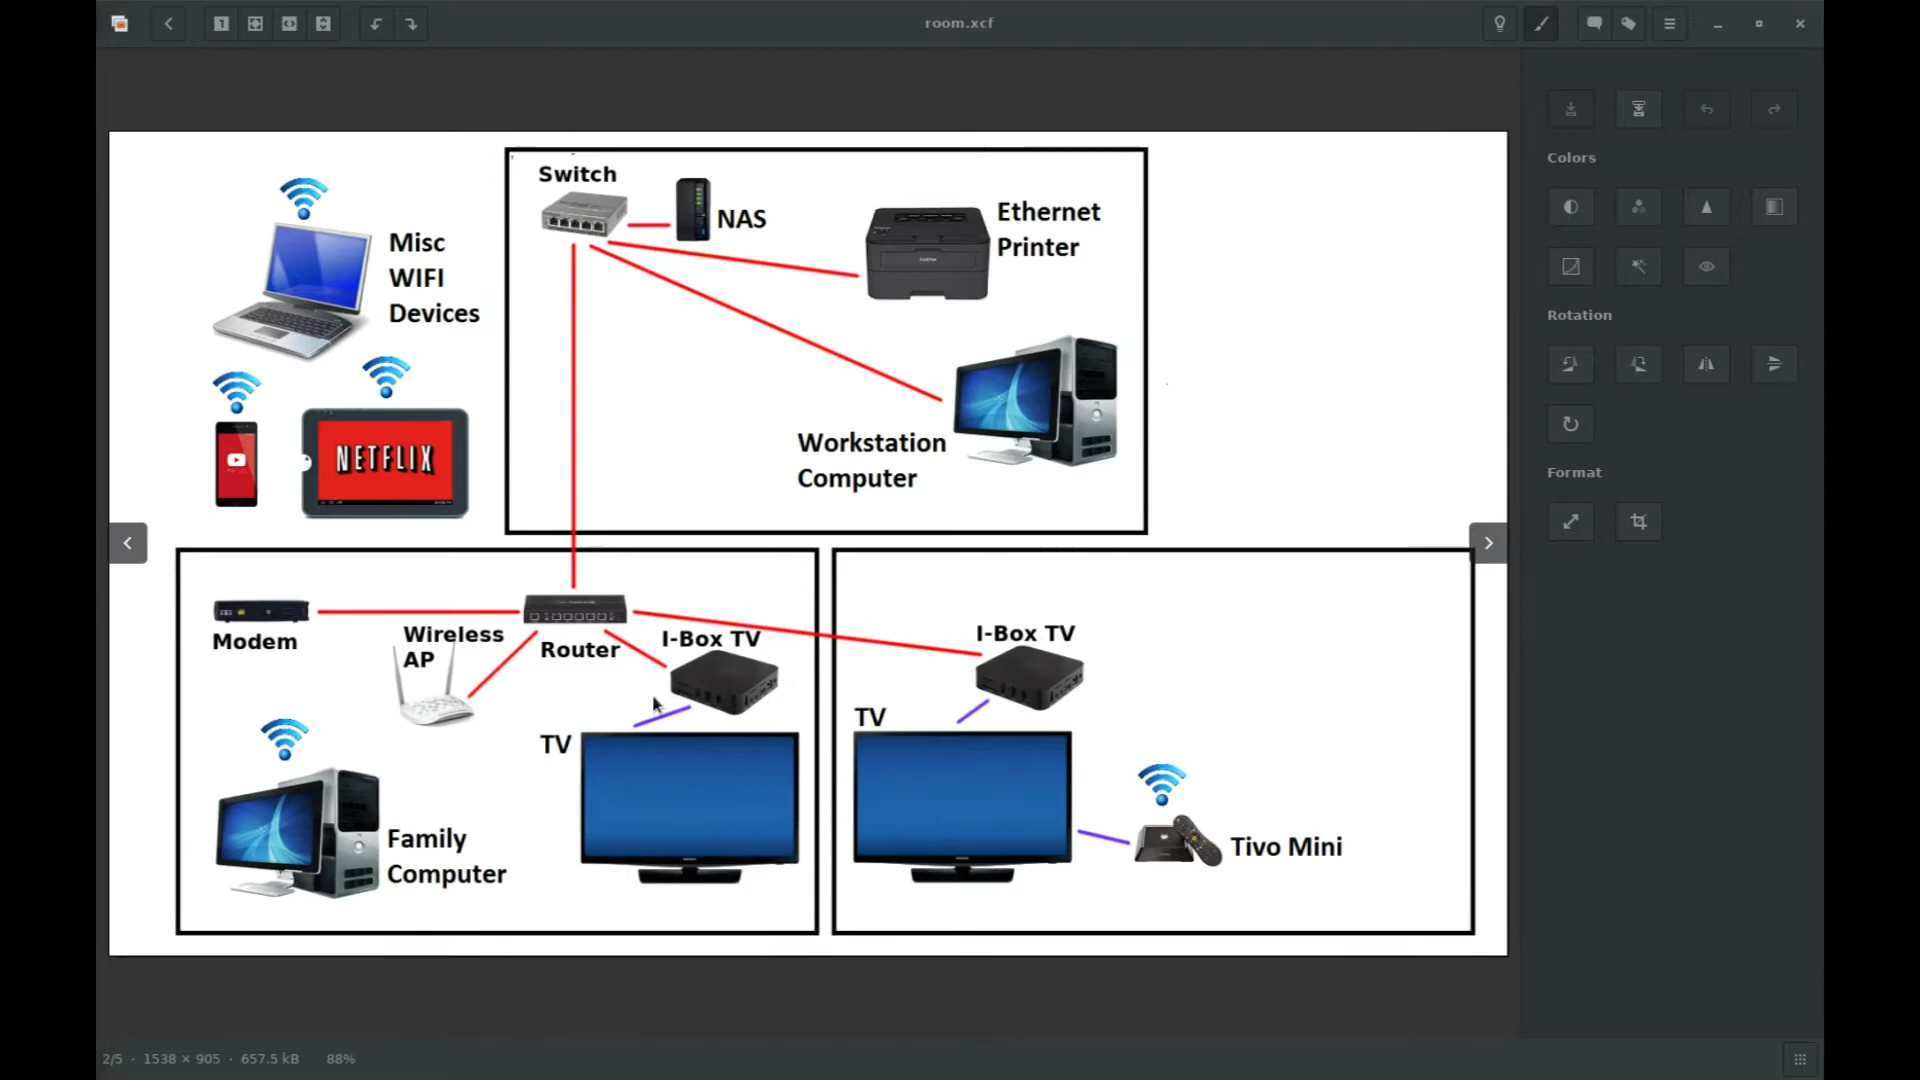 room.xcf
Colors
Rotation
Format
Switch
NAS
Ethernet
Printer
Misc
WIFI
Devices
NETFLIX
Workstation
Computer
Modem
Wireless
AP
Router
I-Box TV
I-Box TV
TV
TV
Family
Computer
Tivo Mini
2/5 · 1538 × 905 · 657.5 kB 88%